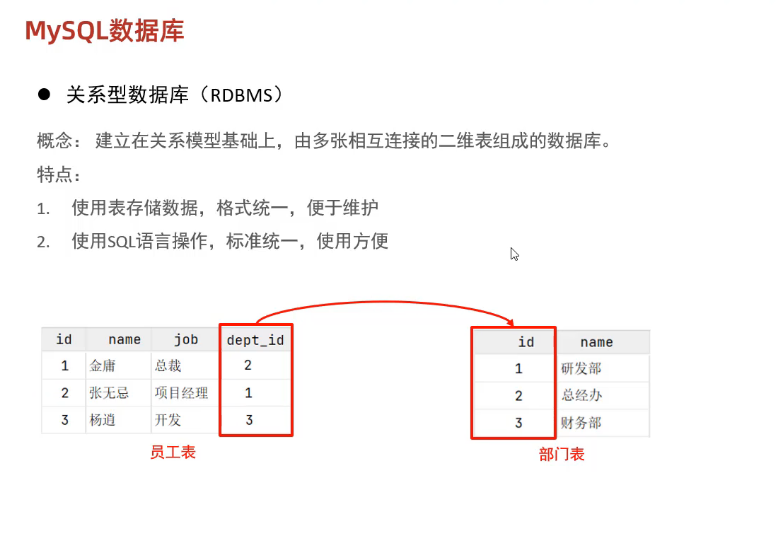 MySQL数据库
● 关系型数据库（RDBMS）
概念： 建立在关系模型基础上，由多张相互连接的二维表组成的数据库。
特点：
1. 使用表存储数据，格式统一，便于维护
2. 使用SQL语言操作，标准统一，使用方便
id name job dept_id
1 金庸 总裁 2
2 张无忌 项目经理 1
3 杨逍 开发 3
员工表
id name
1 研发部
2 总经办
3 财务部
部门表